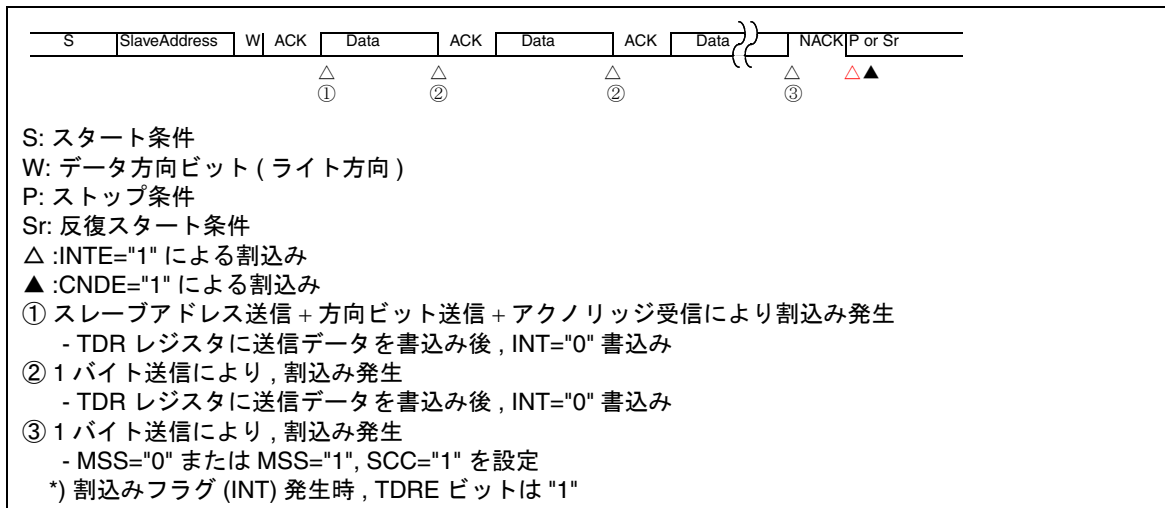 S SlaveAddress W ACK Data ACK Data ACK Data NACK P or Sr
△ △ △ △ △▲
① ② ② ③
S: スタート条件
W: データ方向ビット ( ライト方向 )
P: ストップ条件
Sr: 反復スタート条件
△ :INTE="1" による割込み
▲ :CNDE="1" による割込み
① スレーブアドレス送信 + 方向ビット送信 + アクノリッジ受信により割込み発生
- TDR レジスタに送信データを書込み後 , INT="0" 書込み
② 1 バイト送信により , 割込み発生
- TDR レジスタに送信データを書込み後 , INT="0" 書込み
③ 1 バイト送信により , 割込み発生
- MSS="0" または MSS="1", SCC="1" を設定
*) 割込みフラグ (INT) 発生時 , TDRE ビットは "1"